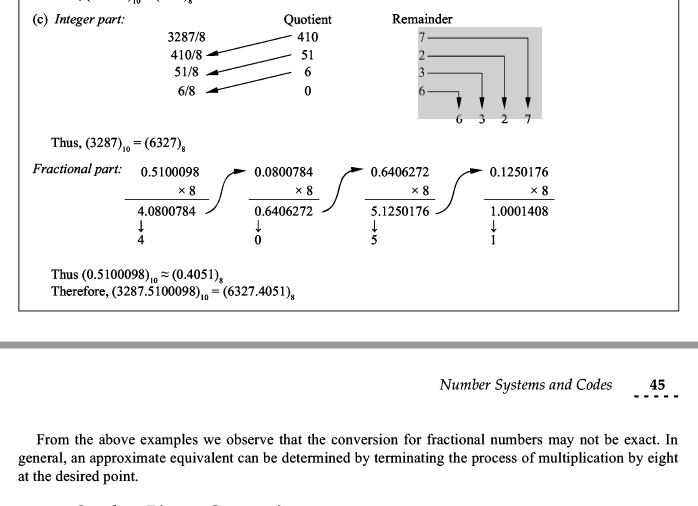 (c) Integer part: Quotient Remainder
3287/8 410 7
410/8 51 2
51/8 6 3
6/8 0 6
6 3 2 7
Thus, (3287)₁₀ = (6327)₈
Fractional part: 0.5100098 0.0800784 0.6406272 0.1250176
× 8 × 8 × 8 × 8
4.0800784 0.6406272 5.1250176 1.0001408
↓ ↓ ↓ ↓
4 0 5 1
Thus (0.5100098)₁₀ ≈ (0.4051)₈
Therefore, (3287.5100098)₁₀ = (6327.4051)₈
Number Systems and Codes 45
From the above examples we observe that the conversion for fractional numbers may not be exact. In
general, an approximate equivalent can be determined by terminating the process of multiplication by eight
at the desired point.